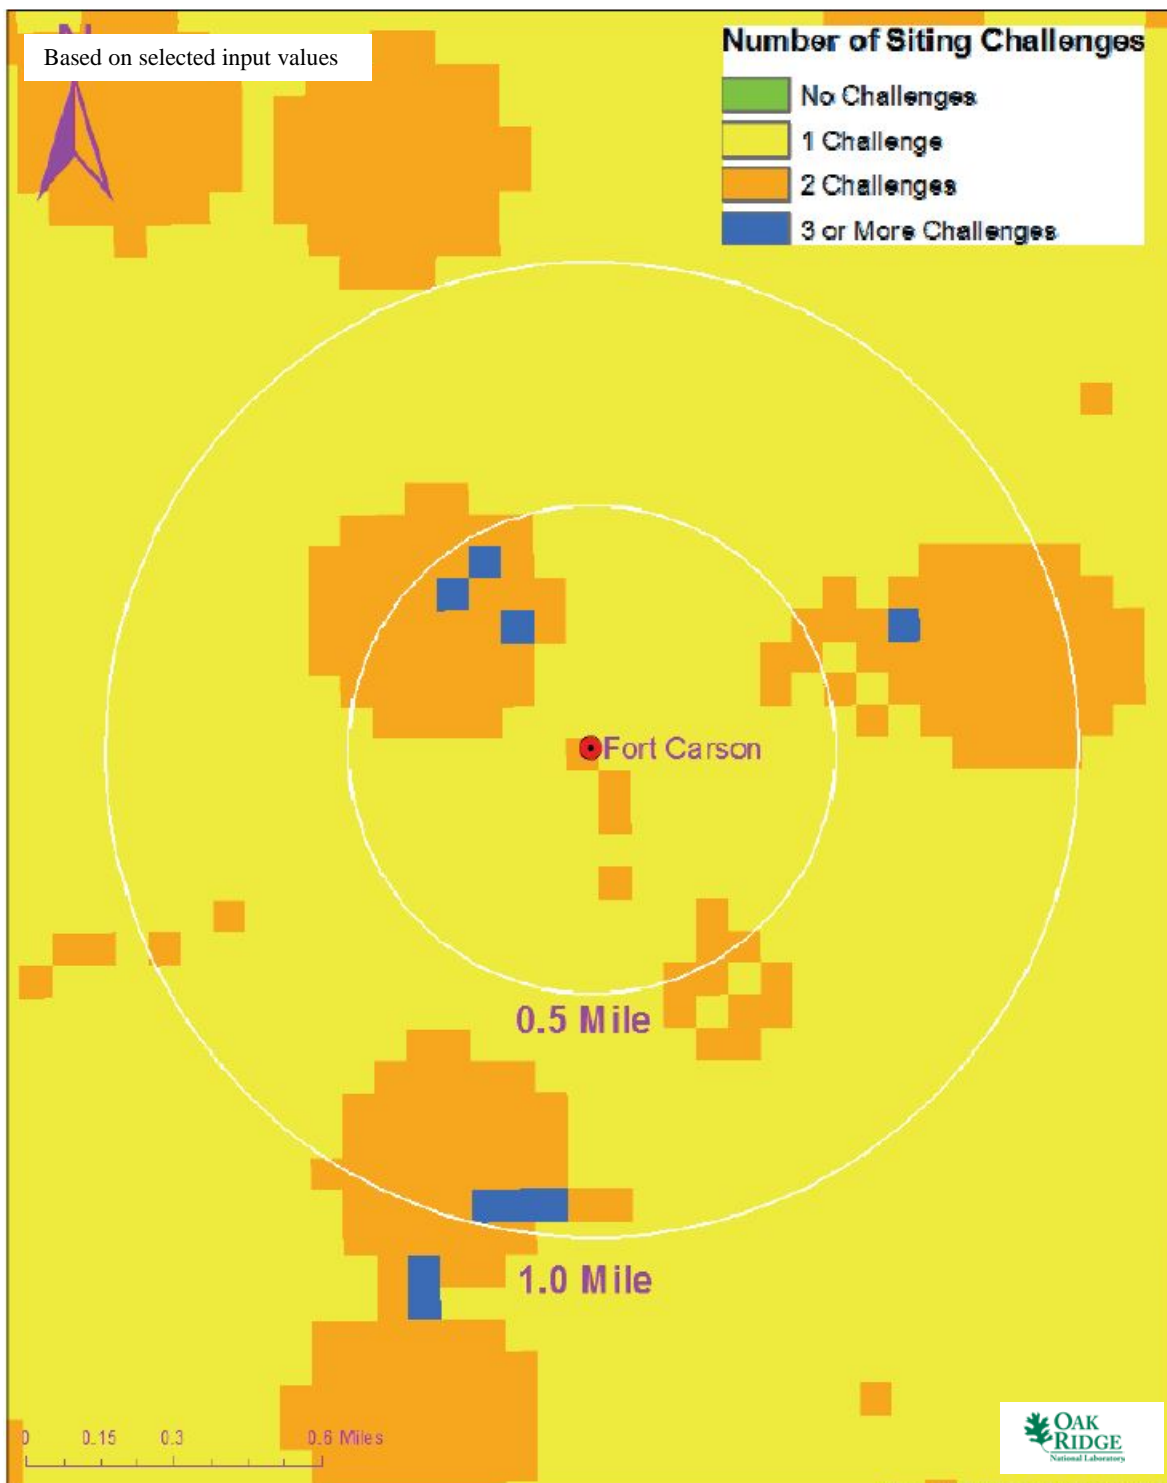 N
Based on selected input values
Number of Siting Challenges
No Challenges
1 Challenge
2 Challenges
3 or More Challenges
Fort Carson
0.5 Mile
1.0 Mile
0 0.15 0.3 0.6 Miles
OAK
RIDGE
National Laboratory